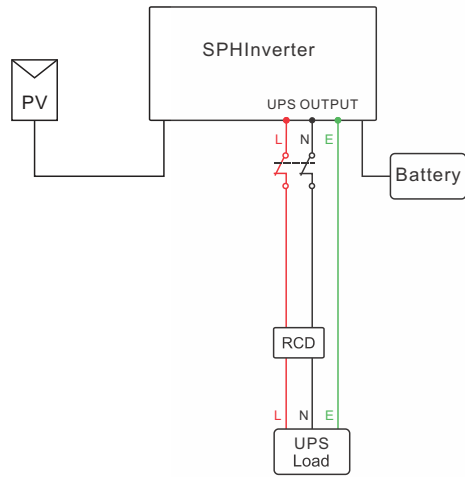 SPHInverter
PV
UPS OUTPUT
L N E
Battery
RCD
L N E
UPS
Load